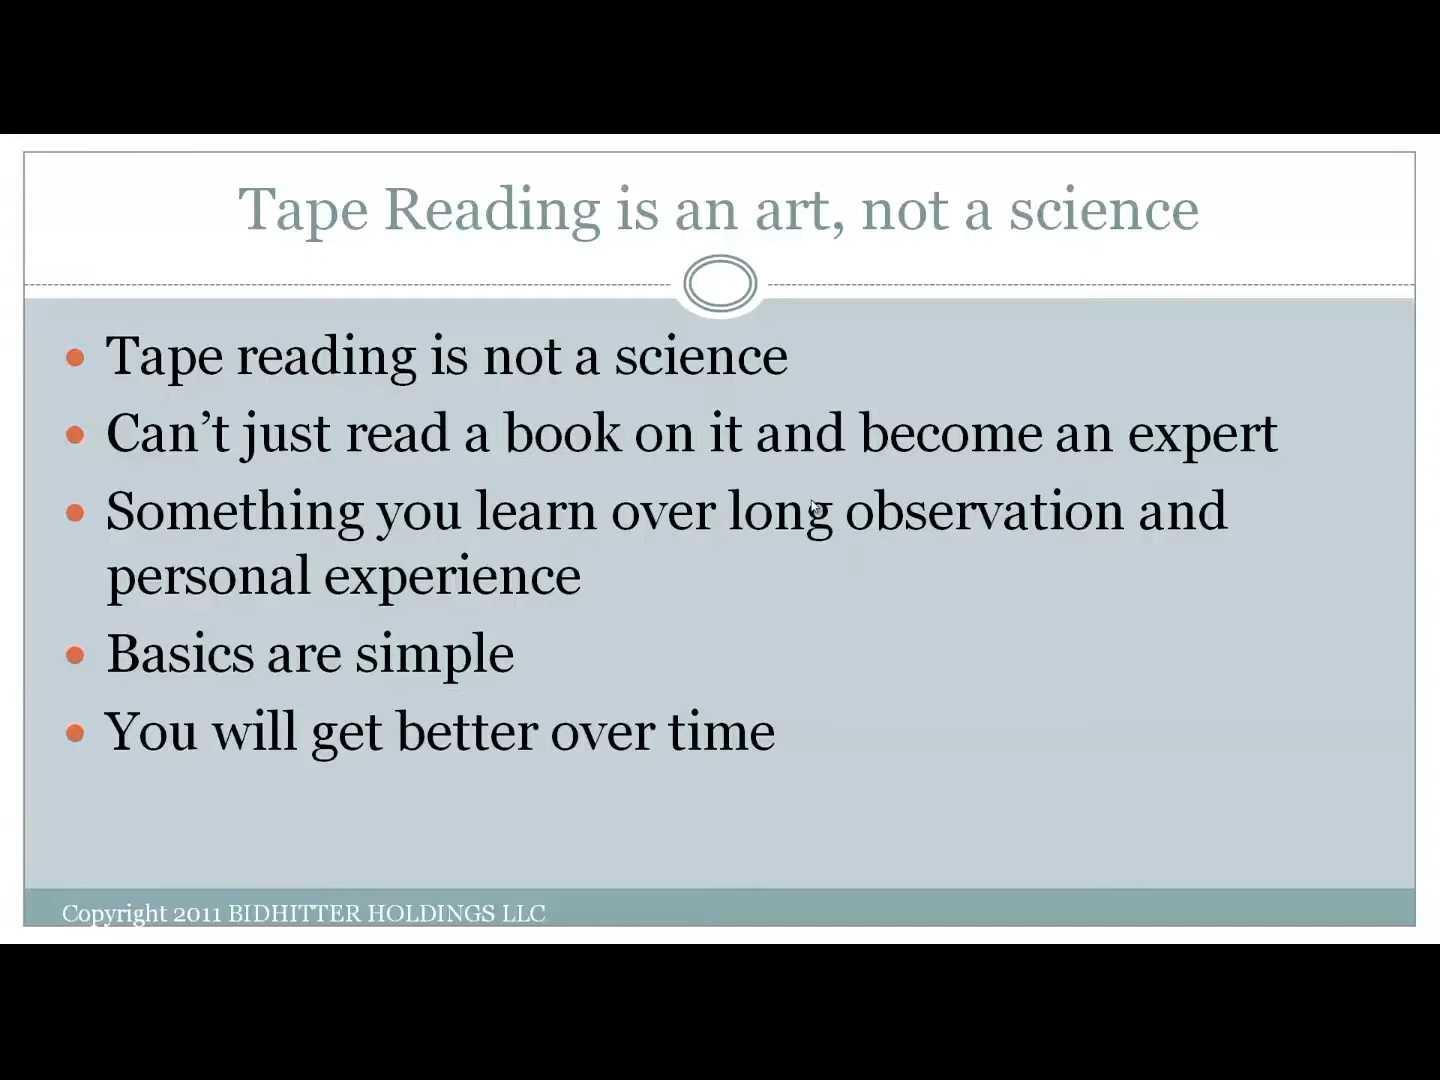 Tape Reading is an art, not a science
Tape reading is not a science
Can’t just read a book on it and become an expert
Something you learn over long observation and
personal experience
Basics are simple
You will get better over time
Copyright 2011 BIDHITTER HOLDINGS LLC